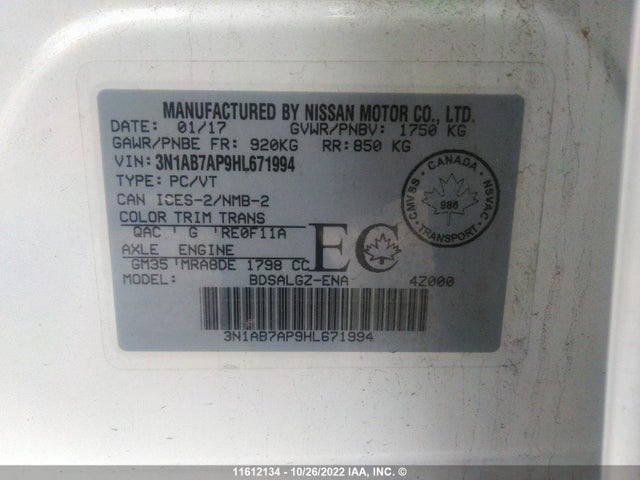 MANUFACTURED BY NISSAN MOTOR CO., LTD.
DATE: 01/17 GVWR/PNBV: 1750 KG
GAWR/PNBE FR: 920KG RR: 850 KG
VIN: 3N1AB7AP9HL671994
TYPE: PC/VT
CAN ICES-2/NMB-2
COLOR TRIM TRANS
QAC G RE0F11A
AXLE ENGINE
GM35 MRA8DE 1798 CC
EC
MODEL: BDSALGZ-ENA 4Z000
3N1AB7AP9HL671994
CANADA
CMVSS 986 NSVAC
TRANSPORT
11612134 - 10/26/2022 IAA, INC. ©